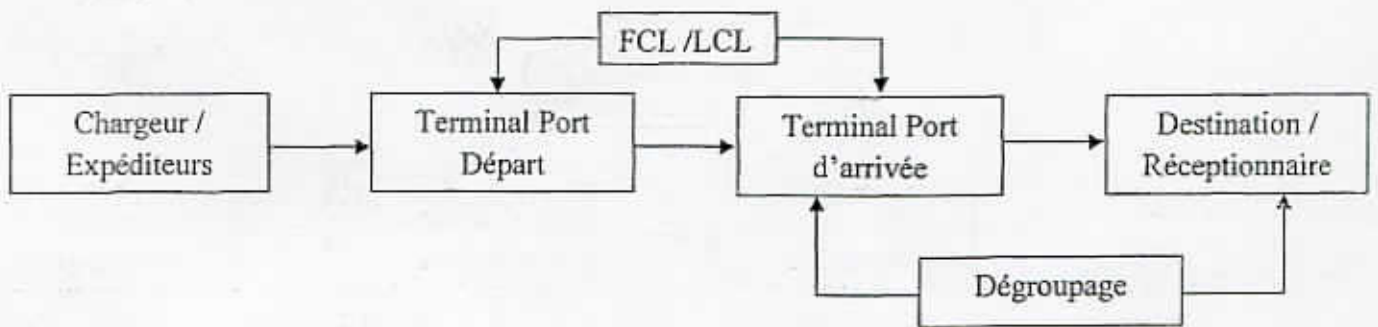 FCL /LCL
Chargeur /
Expéditeurs
Terminal Port
Départ
Terminal Port
d'arrivée
Destination /
Réceptionnaire
Dégroupage